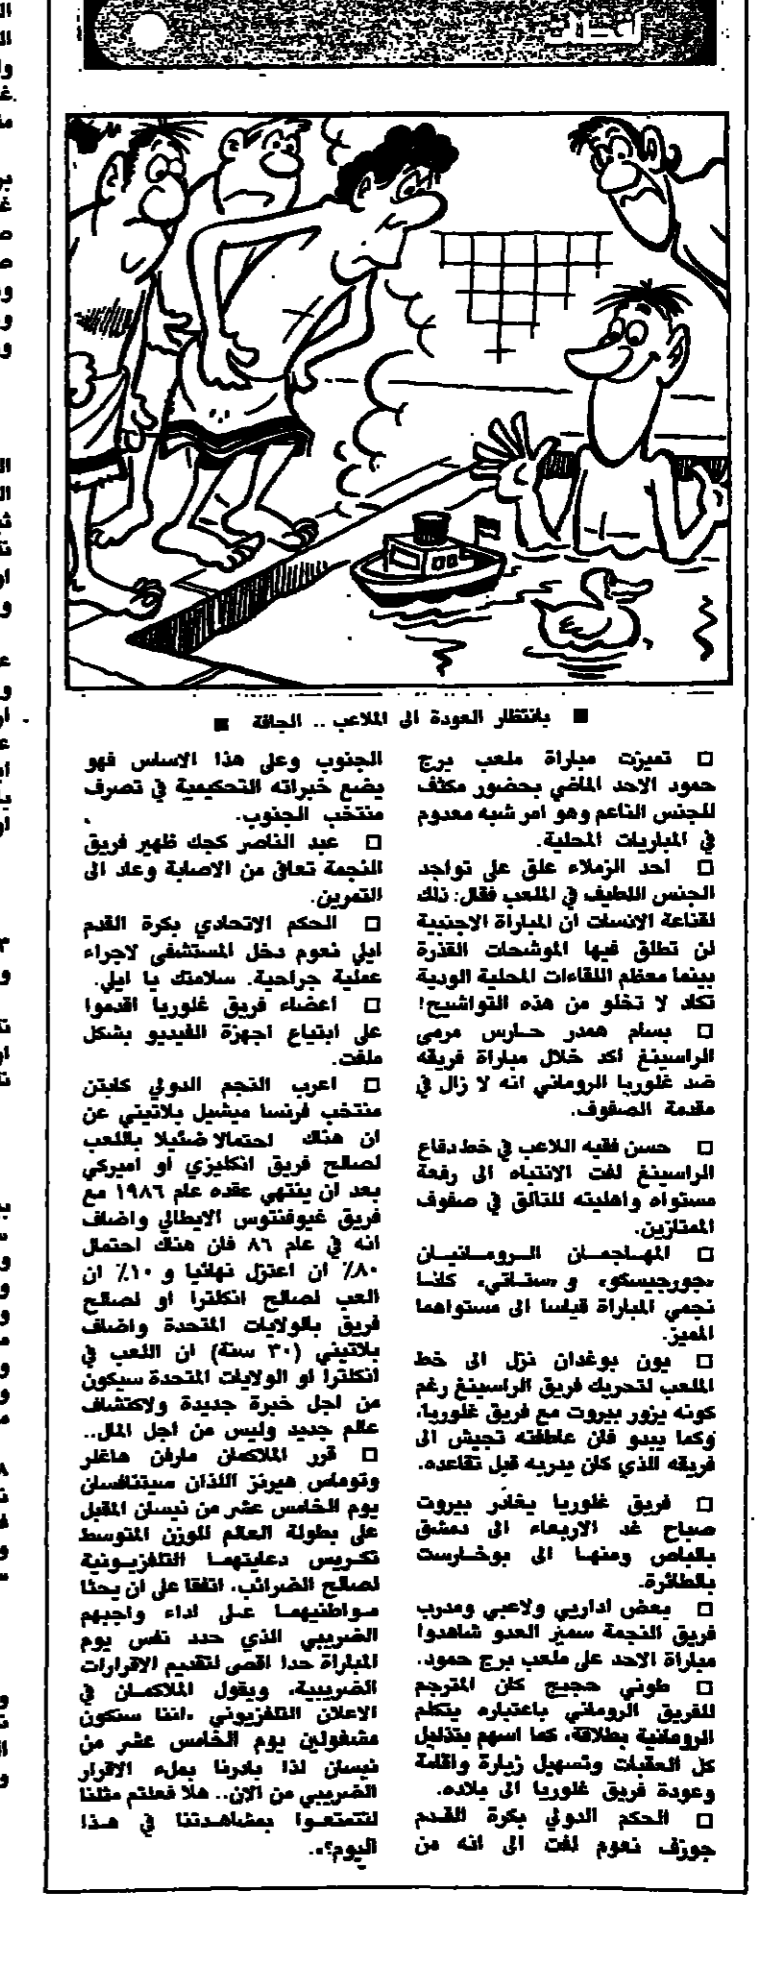 ■ بانتظار العودة الى الملاعب .. الجافة ■
□ تميزت مباراة ملعب برج
حمود الاحد الماضي بحضور مكثف
للجنس الناعم وهو امر شبه معدوم
في المباريات المحلية.
□ احد الزملاء علق على تواجد
الجنس اللطيف في الملعب فقال: ذلك
لقناعة الانسات ان المباراة الاجنبية
لن تطلق فيها الموشحات القذرة
بينما معظم اللقاءات المحلية الودية
تكاد لا تخلو من هذه التواشيح!
□ بسام همدر حارس مرمى
الراسينغ اكد خلال مباراة فريقه
ضد غلوريا الروماني انه لا زال في
مقدمة الصفوف.
□ حسن فقيه اللاعب في خط دفاع
الراسينغ لفت الانتباه الى رفعة
مستواه واهليته للتالق في صفوف
الممتازين.
□ المهاجمان الرومانيان
«جورجيسكو» و «ستاتي» كانا
نجمي المباراة قياسا الى مستواهما
المميز.
□ يون بوغدان نزل الى خط
الملعب لتحريك فريق الراسينغ رغم
كونه يزور بيروت مع فريق غلوريا،
وكما يبدو فان عاطفته تجيش الى
فريقه الذي كان يدربه قبل تقاعده.
□ فريق غلوريا يغادر بيروت
صباح غد الاربعاء الى دمشق
بالباص ومنها الى بوخارست
بالطائرة.
□ بعض اداريي ولاعبي ومدرب
فريق النجمة سمير العدو شاهدوا
مباراة الاحد على ملعب برج حمود.
□ طوني حجيج كان المترجم
للفريق الروماني باعتباره يتكلم
الرومانية بطلاقة، كما اسهم بتذليل
كل العقبات وتسهيل زيارة واقامة
وعودة فريق غلوريا الى بلاده.
□ الحكم الدولي بكرة القدم
جوزف نعوم لفت الى انه من
الجنوب وعلى هذا الاساس فهو
يضع خبراته التحكيمية في تصرف
منتخب الجنوب.
□ عبد الناصر كجك ظهير فريق
النجمة تعافى من الاصابة وعاد الى
التمرين.
□ الحكم الاتحادي بكرة القدم
ايلي نعوم دخل المستشفى لاجراء
عملية جراحية. سلامتك يا ايلي.
□ اعضاء فريق غلوريا اقدموا
على ابتياع اجهزة الفيديو بشكل
ملفت.
□ اعرب النجم الدولي كابتن
منتخب فرنسا ميشيل بلاتيني عن
ان هناك احتمالا ضئيلا باللعب
لصالح فريق انكليزي او اميركي
بعد ان ينتهي عقده عام ١٩٨٦ مع
فريق غيوفنتوس الايطالي واضاف
انه في عام ٨٦ فان هناك احتمال
٨٠٪ ان اعتزل نهائيا و ١٠٪ ان
العب لصالح انكلترا او لصالح
فريق بالولايات المتحدة واضاف
بلاتيني (٣٠ سنة) ان اللعب في
انكلترا او الولايات المتحدة سيكون
من اجل خبرة جديدة ولاكتشاف
عالم جديد وليس من اجل المال..
□ قرر الملاكمان مارفن هاغلر
وتوماس هيرنز اللذان سيتنافسان
يوم الخامس عشر من نيسان المقبل
على بطولة العالم للوزن المتوسط
تكريس دعايتهما التلفزيونية
لصالح الضرائب. اتفقا على ان يحثا
مواطنيهما على اداء واجبهم
الضريبي الذي حدد نفس يوم
المباراة حدا اقصى لتقديم الاقرارات
الضريبية. ويقول الملاكمان في
الاعلان التلفزيوني «اننا سنكون
مشغولين يوم الخامس عشر من
نيسان لذا بادرنا بملء الاقرار
الضريبي من الان.. هلا فعلتم مثلنا
لتتمتعوا بمشاهدتنا في هذا
اليوم؟».